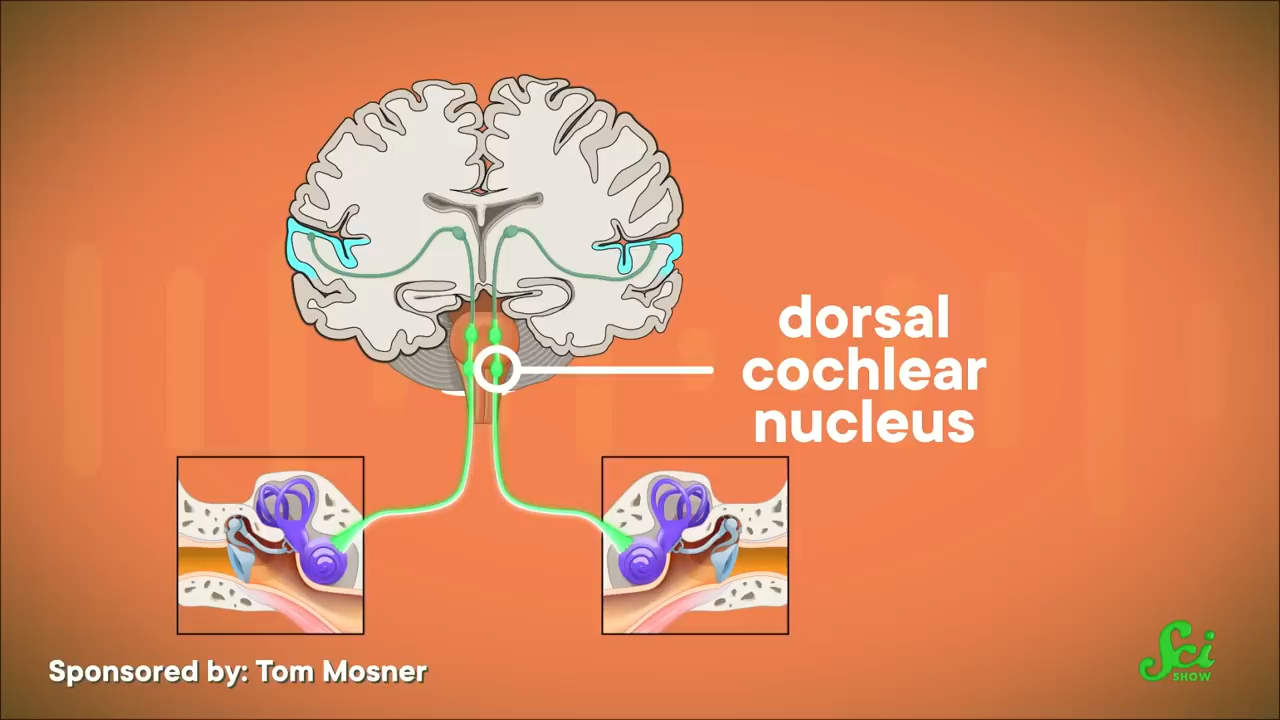 dorsal
cochlear
nucleus
Sponsored by: Tom Mosner
Sci
SHOW